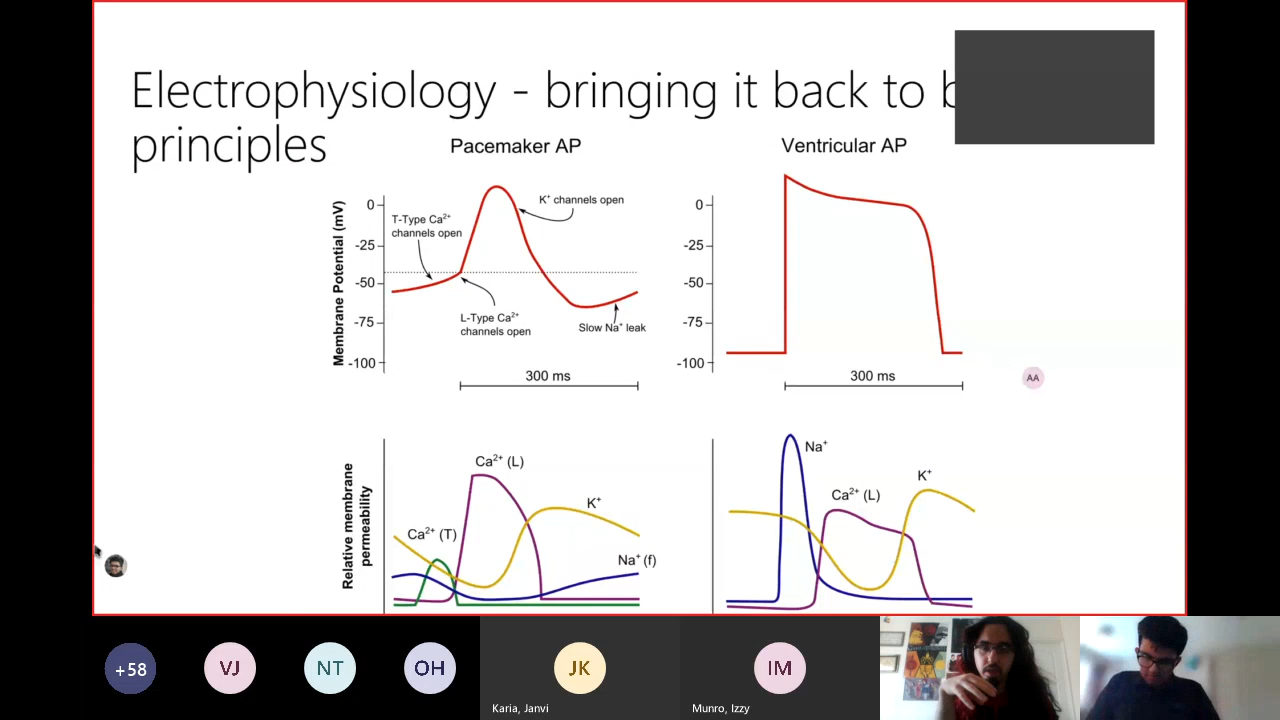 Electrophysiology - bringing it back to
principles
Pacemaker AP
Ventricular AP
Membrane Potential (mV)
0
-25
-50
-75
-100
T-Type Ca²⁺
channels open
K⁺ channels open
L-Type Ca²⁺
channels open
Slow Na⁺ leak
300 ms
0
-25
-50
-75
-100
300 ms
AA
Relative membrane
permeability
Ca²⁺ (T)
Ca²⁺ (L)
K⁺
Na⁺ (f)
Na⁺
Ca²⁺ (L)
K⁺
+58
VJ
NT
OH
JK
IM
Karia, Janvi
Munro, Izzy